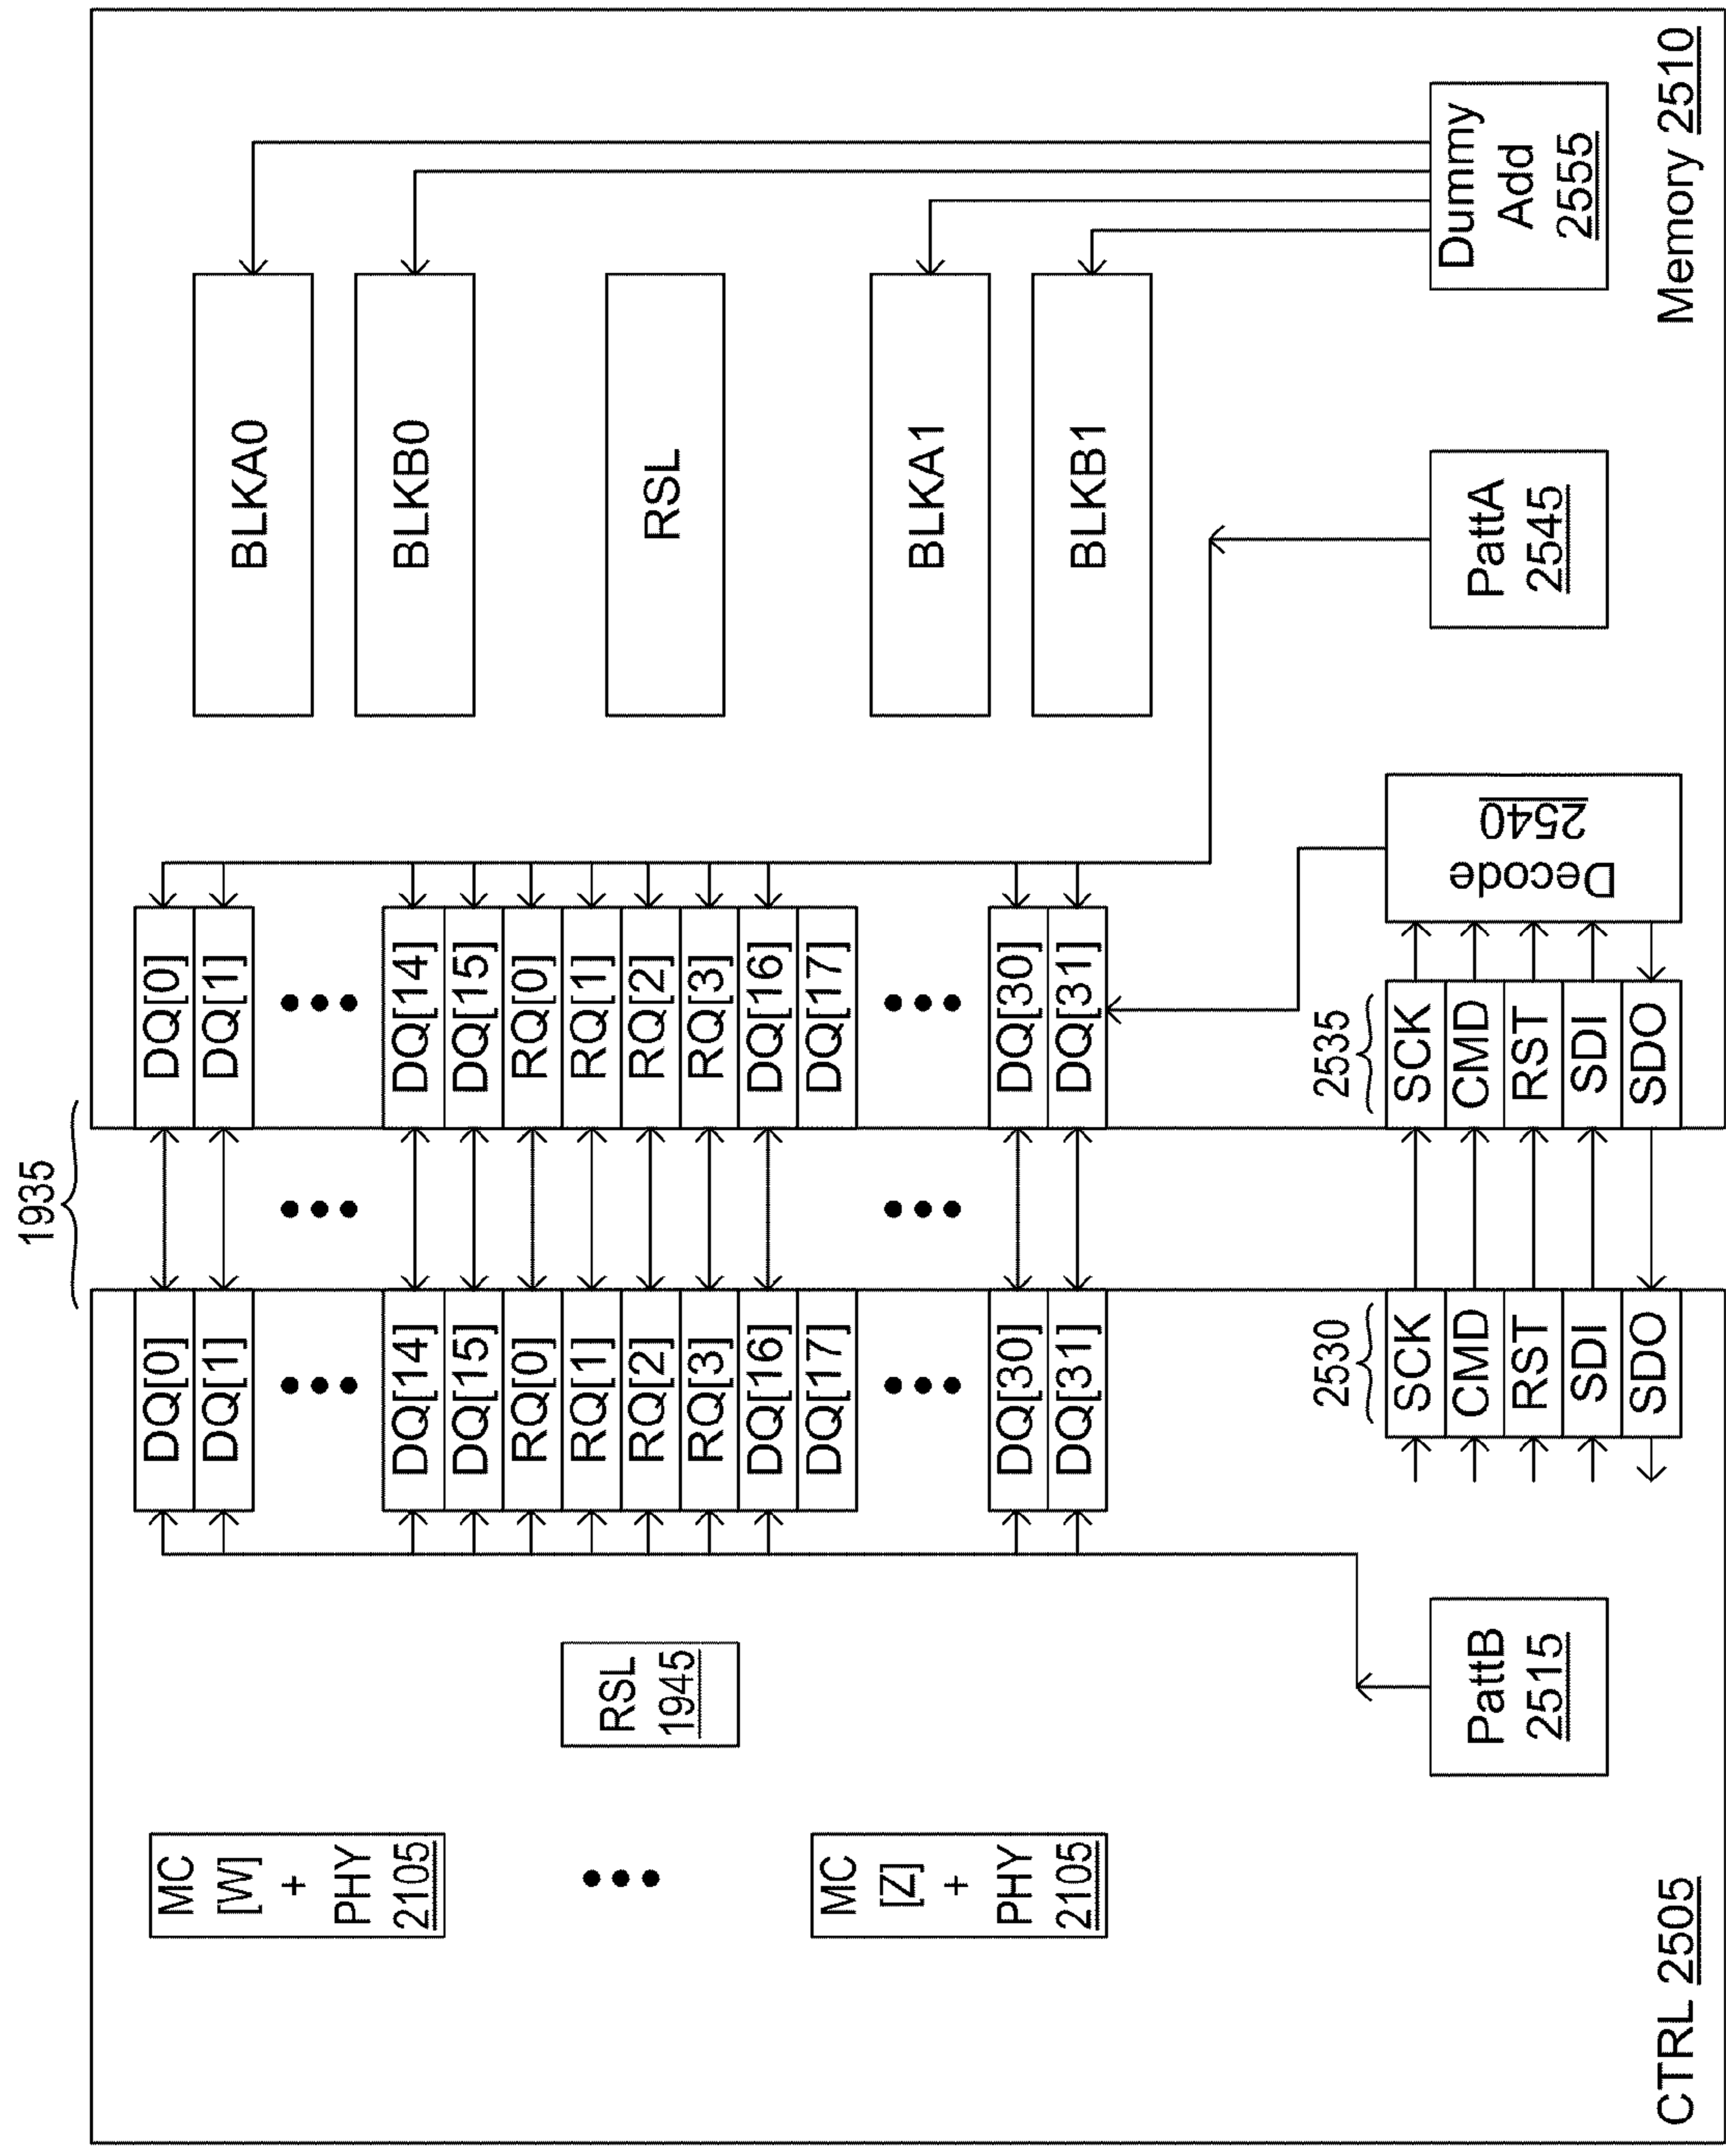 1935
DQ[0]
DQ[1]
DQ[14]
DQ[15]
RQ[0]
RQ[1]
RQ[2]
RQ[3]
DQ[16]
DQ[17]
DQ[30]
DQ[31]
2530
SCK
CMD
RST
SDI
SDO
MC
[W]
+
PHY
2105
MC
[Z]
+
PHY
2105
RSL
1945
PattB
2515
CTRL 2505
DQ[0]
DQ[1]
DQ[14]
DQ[15]
RQ[0]
RQ[1]
RQ[2]
RQ[3]
DQ[16]
DQ[17]
DQ[30]
DQ[31]
2535
SCK
CMD
RST
SDI
SDO
Decode
2540
BLKA0
BLKB0
RSL
BLKA1
BLKB1
PattA
2545
Dummy
Add
2555
Memory 2510